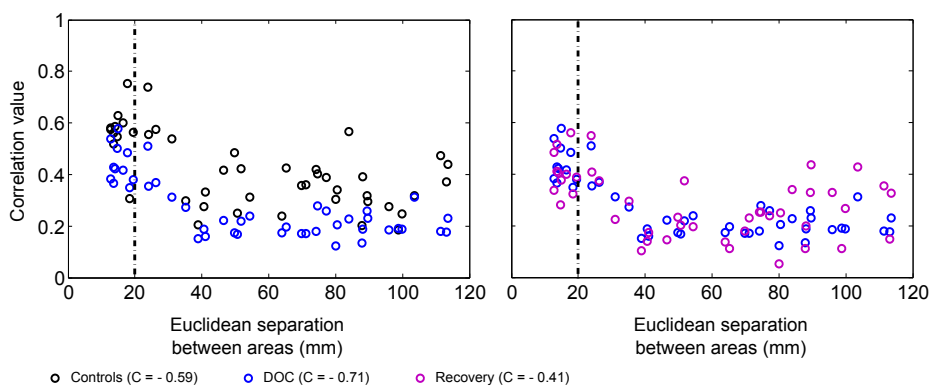 1
0.8
0.6
0.4
0.2
0
Correlation value
0 20 40 60 80 100 120
0 20 40 60 80 100 120
Euclidean separation
between areas (mm)
Euclidean separation
between areas (mm)
Controls (C = - 0.59) DOC (C = - 0.71) Recovery (C = - 0.41)